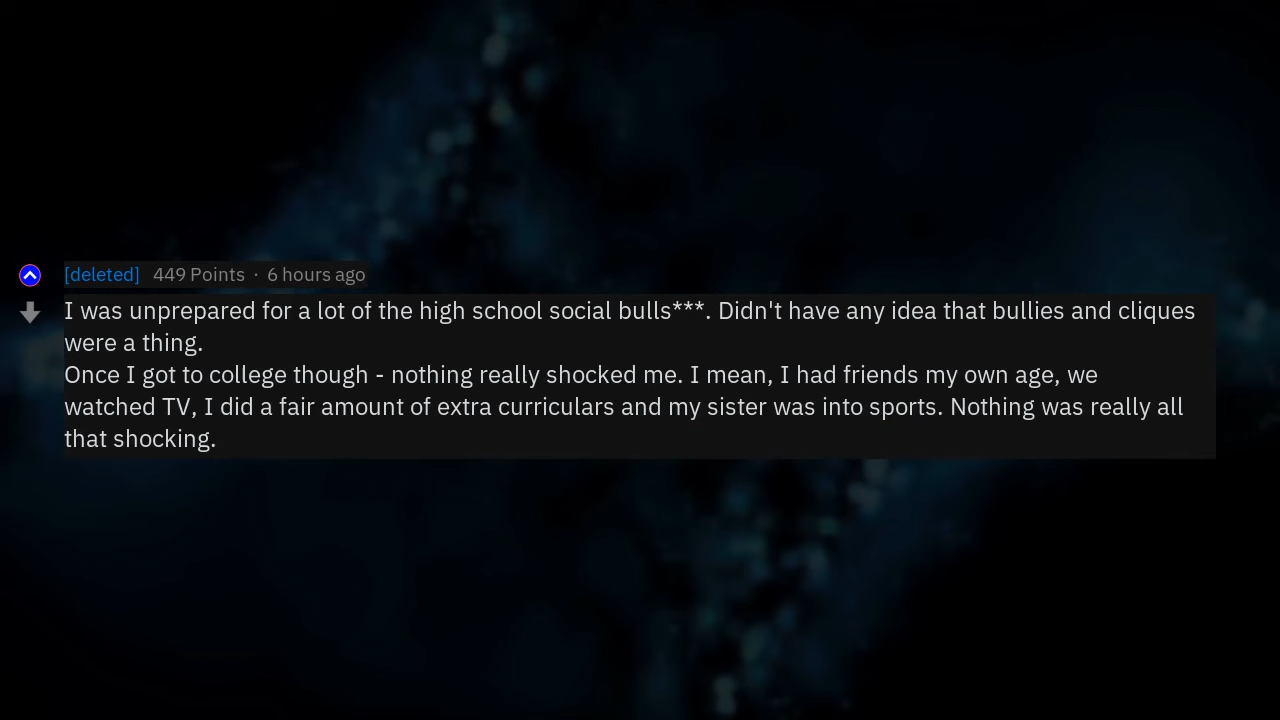 [deleted] 449 Points · 6 hours ago
I was unprepared for a lot of the high school social bulls***. Didn't have any idea that bullies and cliques
were a thing.
Once I got to college though - nothing really shocked me. I mean, I had friends my own age, we
watched TV, I did a fair amount of extra curriculars and my sister was into sports. Nothing was really all
that shocking.